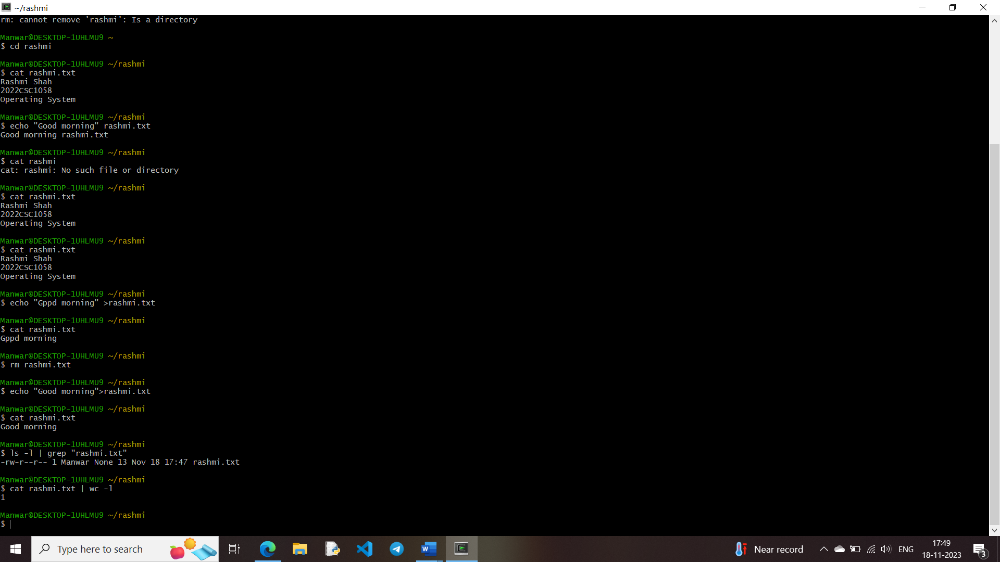 ~/rashmi
rm: cannot remove 'rashmi': Is a directory
Manwar@DESKTOP-1UHLMU9 ~
$ cd rashmi
Manwar@DESKTOP-1UHLMU9 ~/rashmi
$ cat rashmi.txt
Rashmi Shah
2022CSC1058
Operating System
Manwar@DESKTOP-1UHLMU9 ~/rashmi
$ echo "Good morning" rashmi.txt
Good morning rashmi.txt
Manwar@DESKTOP-1UHLMU9 ~/rashmi
$ cat rashmi
cat: rashmi: No such file or directory
Manwar@DESKTOP-1UHLMU9 ~/rashmi
$ cat rashmi.txt
Rashmi Shah
2022CSC1058
Operating System
Manwar@DESKTOP-1UHLMU9 ~/rashmi
$ cat rashmi.txt
Rashmi Shah
2022CSC1058
Operating System
Manwar@DESKTOP-1UHLMU9 ~/rashmi
$ echo "Gppd morning" >rashmi.txt
Manwar@DESKTOP-1UHLMU9 ~/rashmi
$ cat rashmi.txt
Gppd morning
Manwar@DESKTOP-1UHLMU9 ~/rashmi
$ rm rashmi.txt
Manwar@DESKTOP-1UHLMU9 ~/rashmi
$ echo "Good morning">rashmi.txt
Manwar@DESKTOP-1UHLMU9 ~/rashmi
$ cat rashmi.txt
Good morning
Manwar@DESKTOP-1UHLMU9 ~/rashmi
$ ls -l | grep "rashmi.txt"
-rw-r--r-- 1 Manwar None 13 Nov 18 17:47 rashmi.txt
Manwar@DESKTOP-1UHLMU9 ~/rashmi
$ cat rashmi.txt | wc -l
1
Manwar@DESKTOP-1UHLMU9 ~/rashmi
$
Type here to search
Near record
ENG
17:49
18-11-2023
3